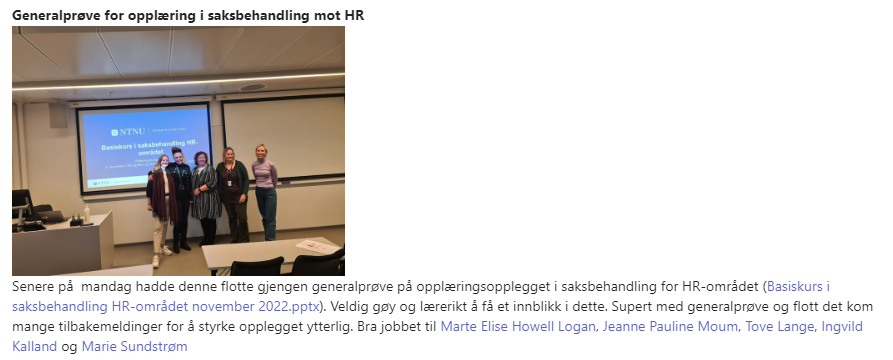 Generalprøve for opplæring i saksbehandling mot HR
NTNU
Basiskurs i saksbehandling HR-
området
Senere på  mandag hadde denne flotte gjengen generalprøve på opplæringsopplegget i saksbehandling for HR-området (Basiskurs i
saksbehandling HR-området november 2022.pptx). Veldig gøy og lærerikt å få et innblikk i dette. Supert med generalprøve og flott det kom
mange tilbakemeldinger for å styrke opplegget ytterlig. Bra jobbet til Marte Elise Howell Logan, Jeanne Pauline Moum, Tove Lange, Ingvild
Kalland og Marie Sundstrøm